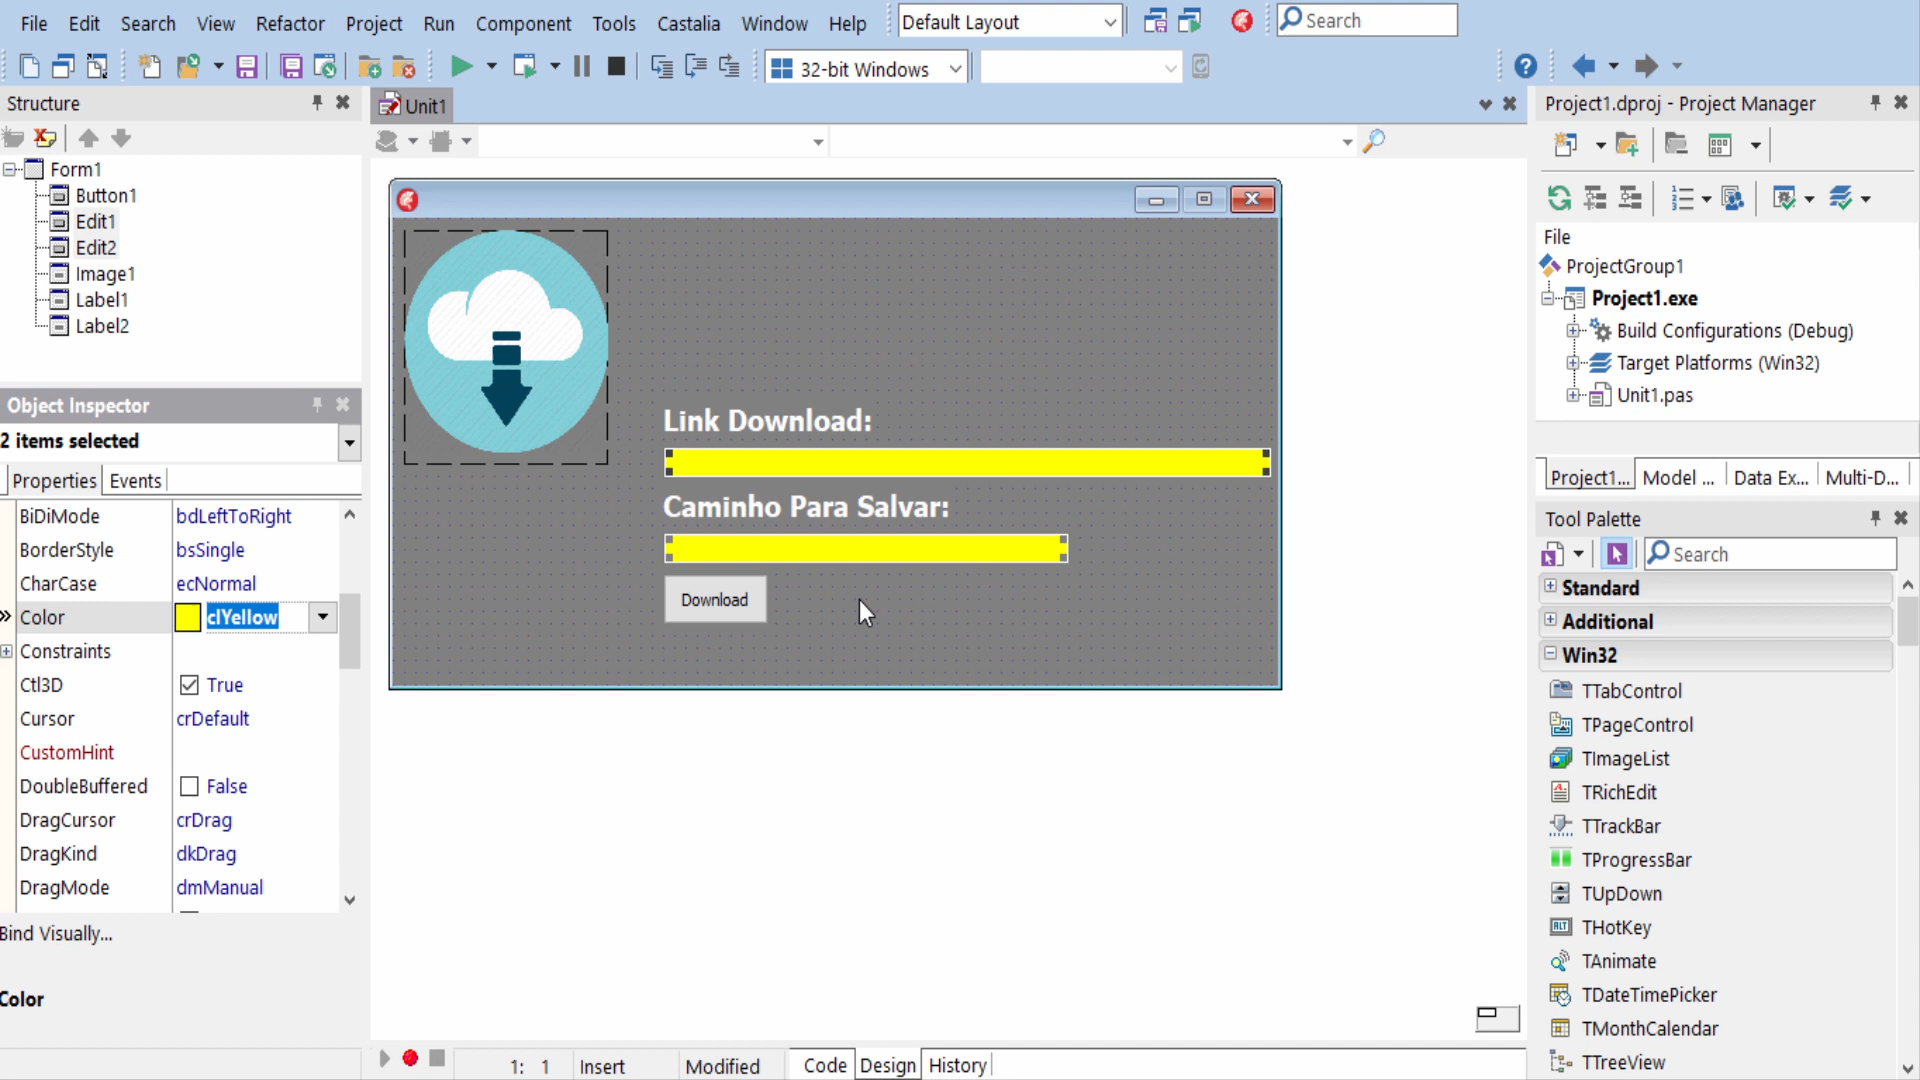 File Edit Search View Refactor Project Run Component Tools Castalia Window Help Default Layout Search
32-bit Windows
Structure
Form1
Button1
Edit1
Edit2
Image1
Label1
Label2
Object Inspector
2 items selected
Properties Events
BiDiMode bdLeftToRight
BorderStyle bsSingle
CharCase ecNormal
Color clYellow
Constraints
Ctl3D True
Cursor crDefault
CustomHint
DoubleBuffered False
DragCursor crDrag
DragKind dkDrag
DragMode dmManual
Bind Visually...
Color
Unit1
Link Download:
Caminho Para Salvar:
Download
1: 1 Insert Modified Code Design History
Project1.dproj - Project Manager
File
ProjectGroup1
Project1.exe
Build Configurations (Debug)
Target Platforms (Win32)
Unit1.pas
Project1... Model ... Data Ex... Multi-D...
Tool Palette
Search
Standard
Additional
Win32
TTabControl
TPageControl
TImageList
TRichEdit
TTrackBar
TProgressBar
TUpDown
ALT
THotKey
TAnimate
TDateTimePicker
TMonthCalendar
TTreeView